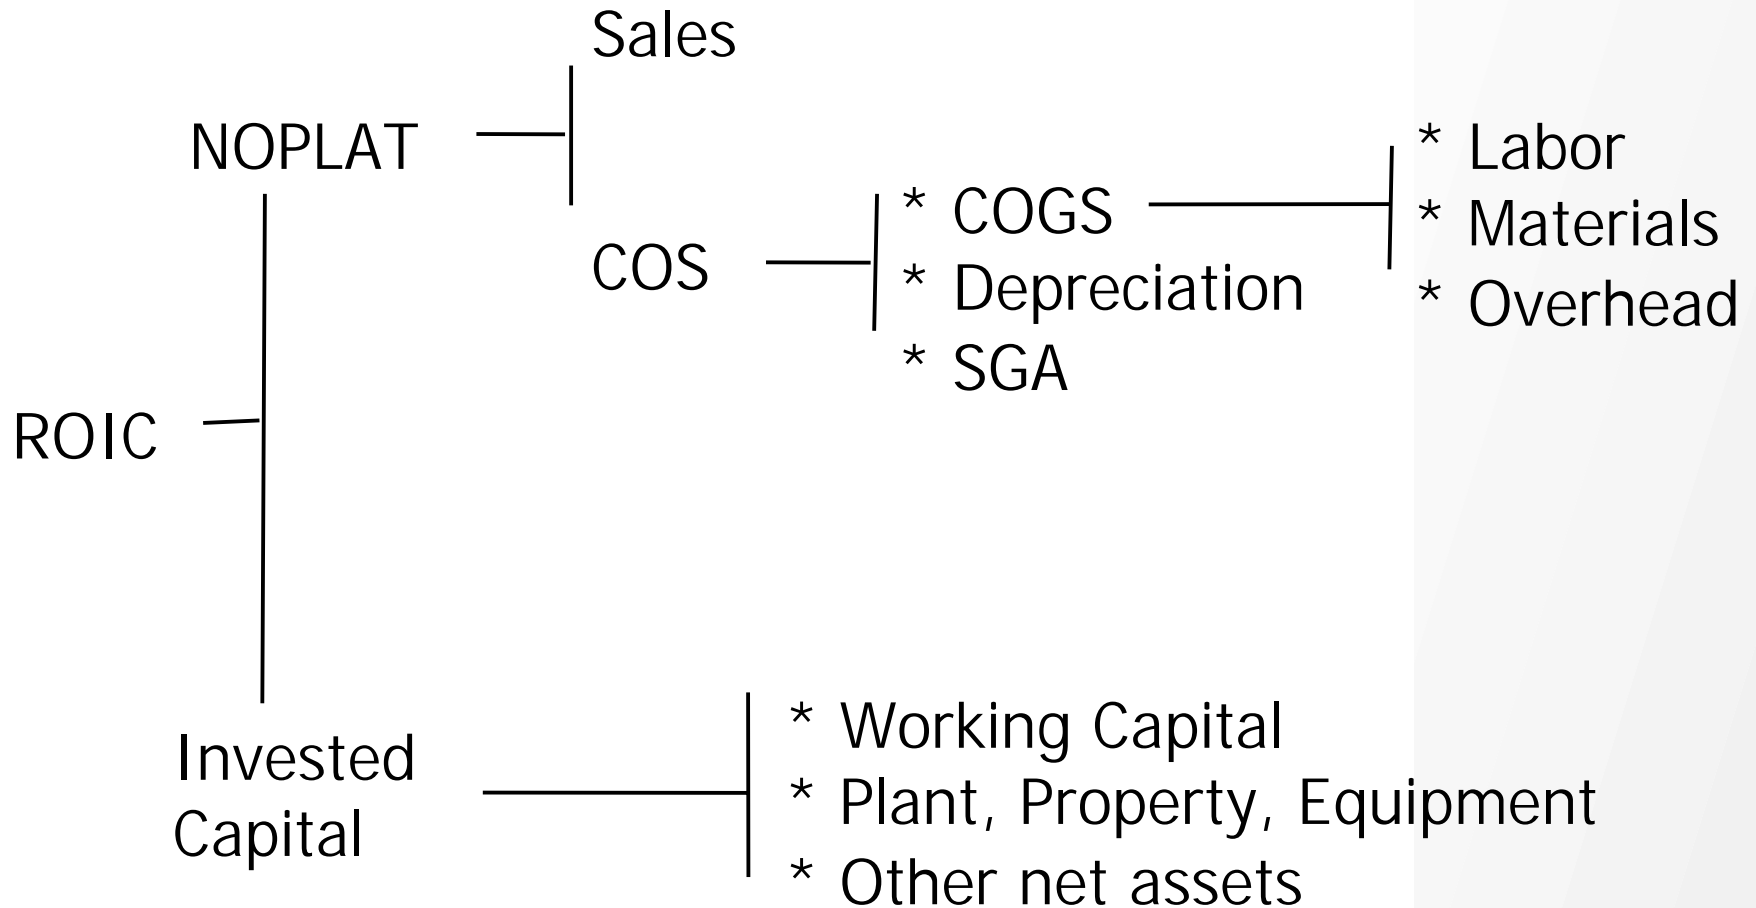 Sales
NOPLAT
* Labor
* Materials
* Overhead
COS
* COGS
* Depreciation
* SGA
ROIC
Invested
Capital
* Working Capital
* Plant, Property, Equipment
* Other net assets